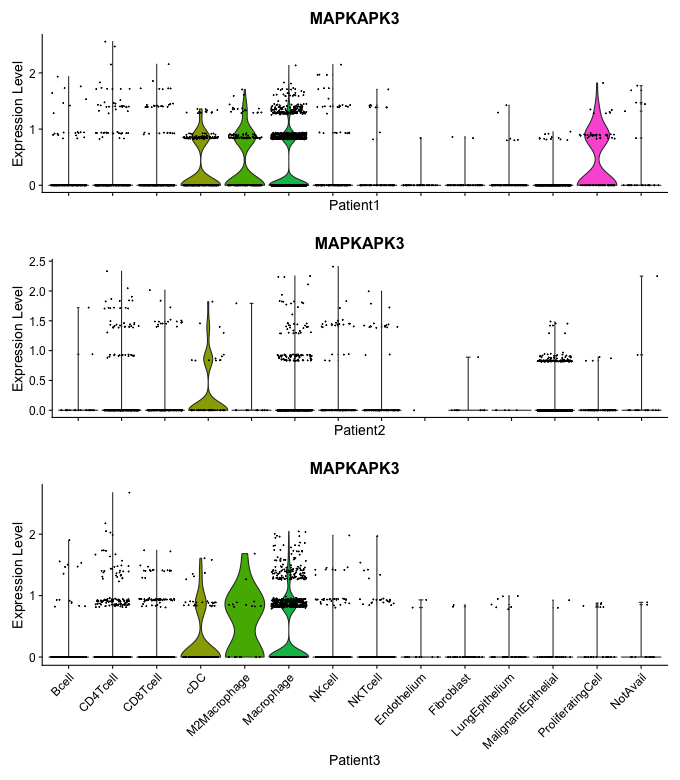 MAPKAPK3
Expression Level
2
1
0
Patient1
MAPKAPK3
Expression Level
2.5
2.0
1.5
1.0
0.5
0.0
Patient2
MAPKAPK3
Expression Level
2
1
0
Bcell
CD4Tcell
CD8Tcell
cDC
M2Macrophage
Macrophage
NKcell
NKTcell
Endothelium
Fibroblast
LungEpithelium
MalignantEpithelial
ProliferatingCell
NotAvail
Patient3